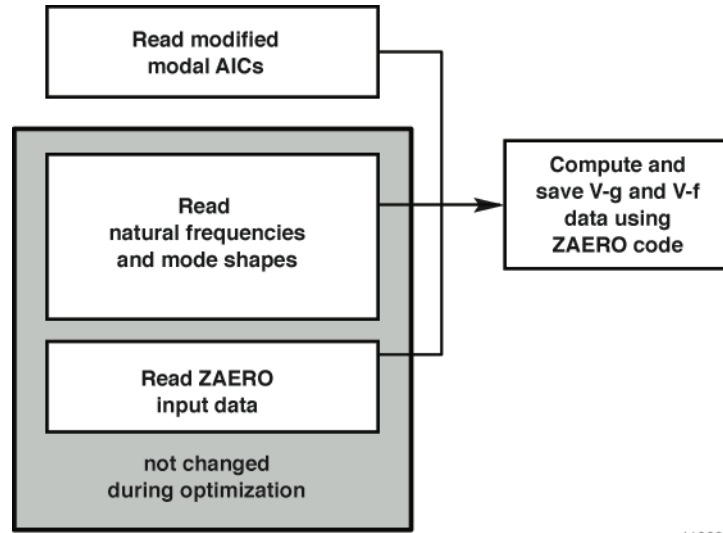 Read modified
modal AICs
Read
natural frequencies
and mode shapes
Compute and
save V-g and V-f
data using
ZAERO code
Read ZAERO
input data
not changed
during optimization